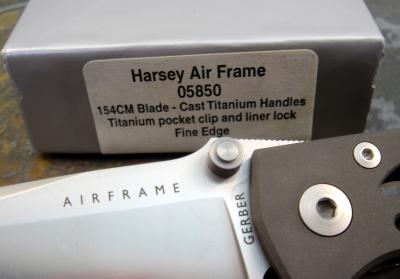 Harsey Air Frame
05850
154CM Blade - Cast Titanium Handles
Titanium pocket clip and liner lock
Fine Edge
AIRFRAME
GERBER